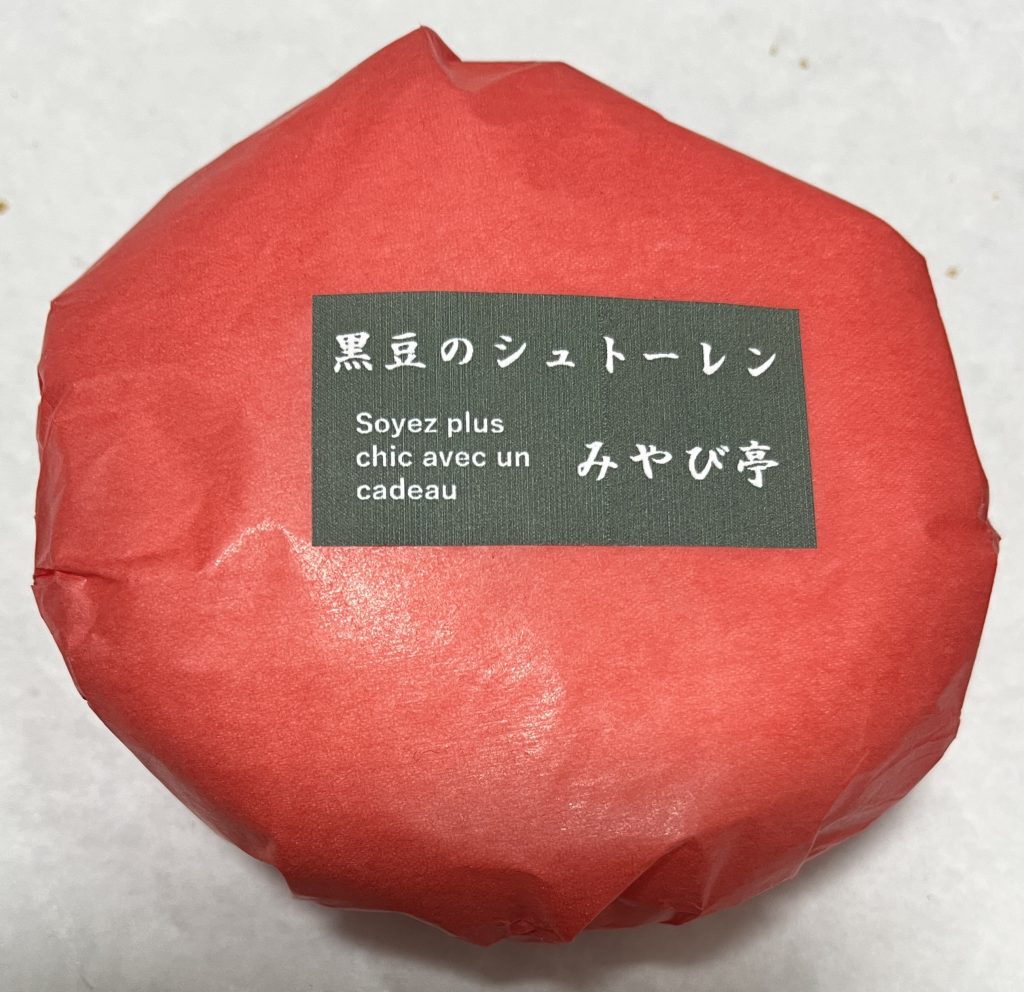 黒豆のシュトーレン
Soyez plus
chic avec un
cadeau
みやび亭